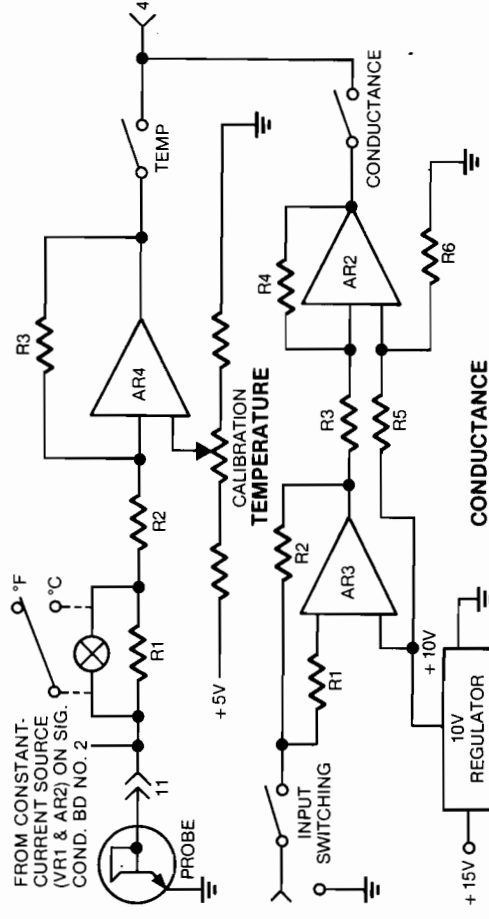 FROM CONSTANT-
CURRENT SOURCE
(VR1 & AR2) ON SIG.
COND. BD NO. 2
°F
°C
11
PROBE
R1
R2
R3
AR4
TEMP
4
+ 5V
CALIBRATION
TEMPERATURE
INPUT
SWITCHING
R1
R2
AR3
R3
R4
R5
AR2
R6
CONDUCTANCE
+ 10V
+ 15V
10V
REGULATOR
CONDUCTANCE